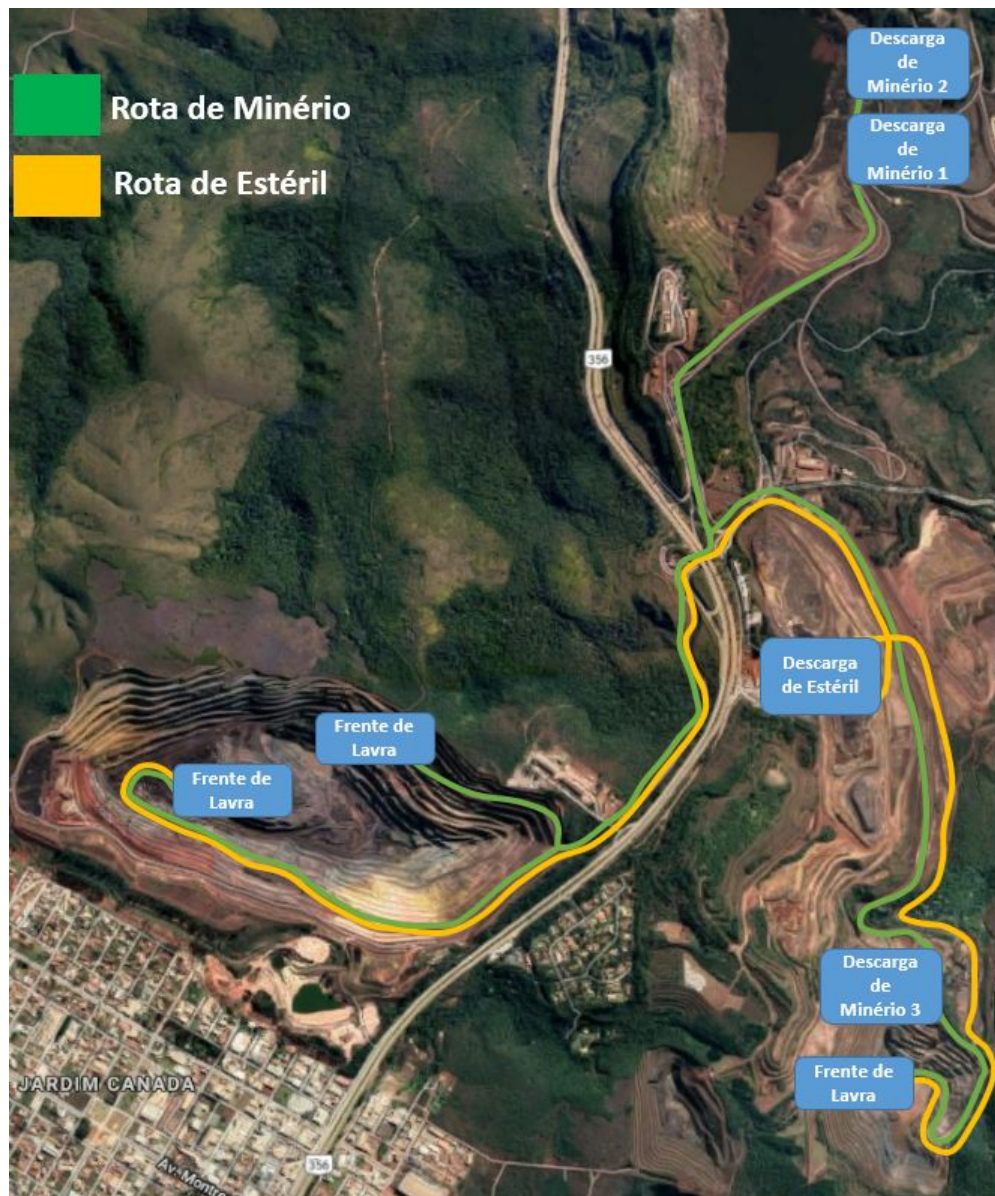 Descarga
de
Minério 2
Rota de Minério
Descarga
de
Minério 1
Rota de Estéril
356
Descarga
de Estéril
Frente de
Lavra
Frente de
Lavra
Descarga
de
Minério 3
Frente de
Lavra
JARDIM CANADA
356